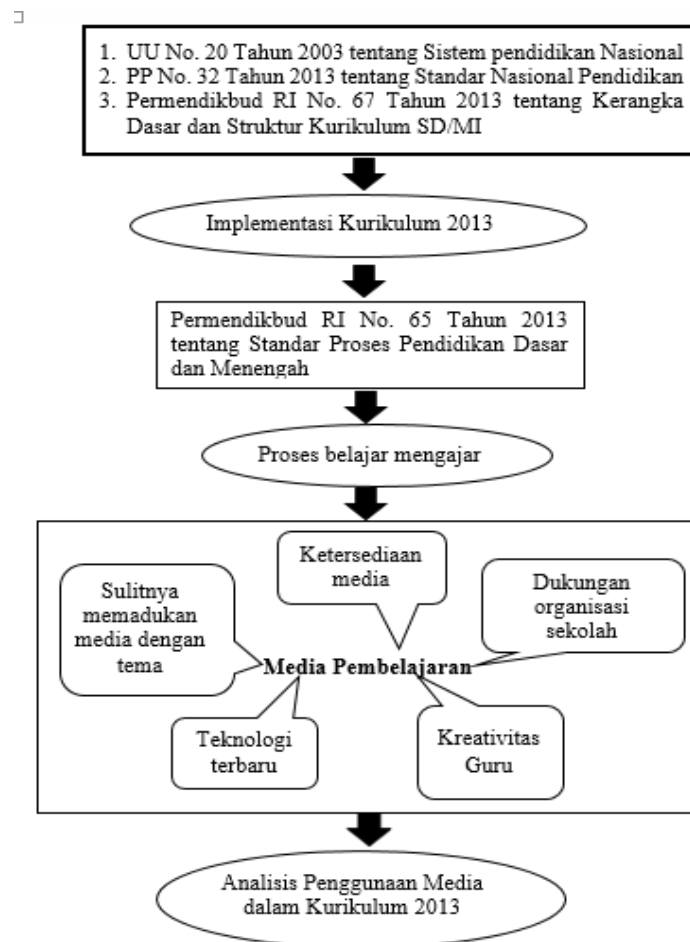 1. UU No. 20 Tahun 2003 tentang Sistem pendidikan Nasional
2. PP No. 32 Tahun 2013 tentang Standar Nasional Pendidikan
3. Permendikbud RI No. 67 Tahun 2013 tentang Kerangka
Dasar dan Struktur Kurikulum SD/MI
Implementasi Kurikulum 2013
Permendikbud RI No. 65 Tahun 2013
tentang Standar Proses Pendidikan Dasar
dan Menengah
Proses belajar mengajar
Ketersediaan
media
Sulitnya
memadukan
media dengan
tema
Dukungan
organisasi
sekolah
Media Pembelajaran
Teknologi
terbaru
Kreativitas
Guru
Analisis Penggunaan Media
dalam Kurikulum 2013